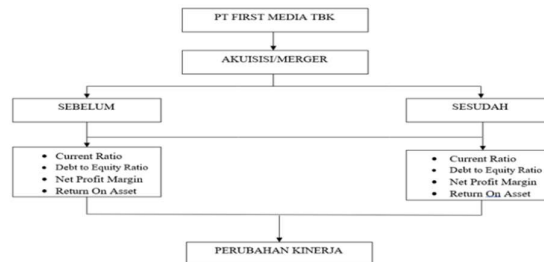 PT FIRST MEDIA TBK
AKUISISI/MERGER
SEBELUM
SESUDAH
• Current Ratio
• Debt to Equity Ratio
• Net Profit Margin
• Return On Asset
• Current Ratio
• Debt to Equity Ratio
• Net Profit Margin
• Return On Asset
PERUBAHAN KINERJA